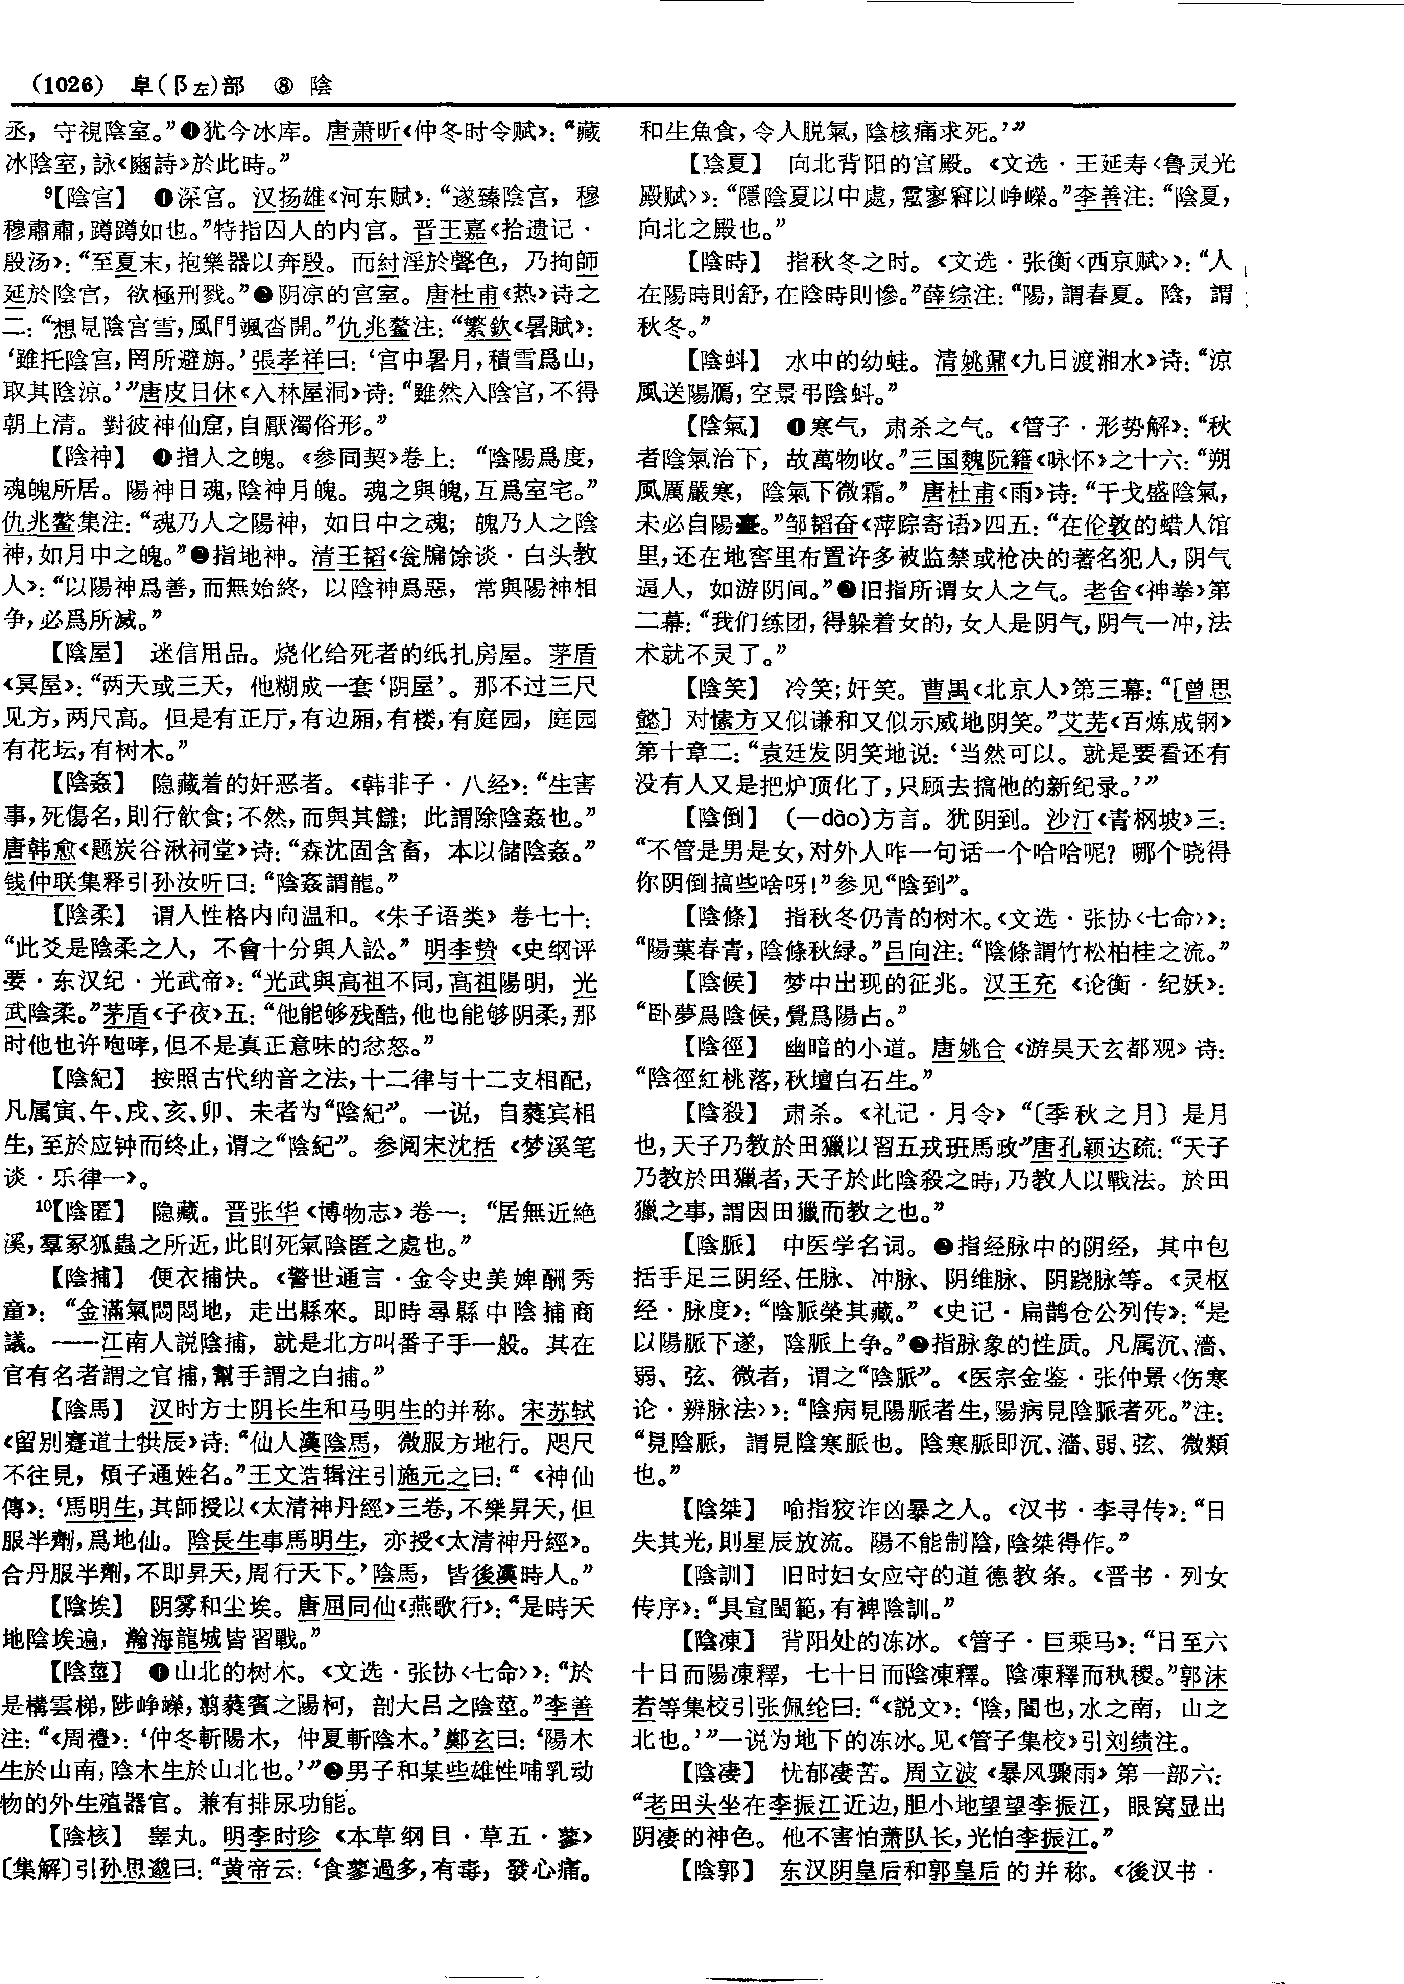 (1026) 阜(阝左)部 ⑧ 陰
丞，守視陰室。”❶犹今冰库。唐萧昕《仲冬时令赋》：“藏
冰陰室，詠《豳詩》於此時。”
⁹【陰宫】 ❶深宫。汉扬雄《河东赋》：“遂臻陰宫，穆
穆肅肅，蹲蹲如也。”特指囚人的内宫。晋王嘉《拾遗记·
殷汤》：“至夏末，抱樂器以奔殷。而紂淫於聲色，乃拘師
延於陰宫，欲極刑戮。”❷阴凉的宫室。唐杜甫《热》诗之
二：“想見陰宫雪，風門颯沓開。”仇兆鳌注：“繁欽《暑賦》：
‘雖托陰宫，罔所避旃。’張孝祥曰：‘宫中暑月，積雪爲山，
取其陰涼。’”唐皮日休《入林屋洞》诗：“雖然入陰宫，不得
朝上清。對彼神仙窟，自厭濁俗形。”
【陰神】 ❶指人之魄。《参同契》卷上：“陰陽爲度，
魂魄所居。陽神日魂，陰神月魄。魂之與魄，互爲室宅。”
仇兆鳌集注：“魂乃人之陽神，如日中之魂；魄乃人之陰
神，如月中之魄。”❷指地神。清王韬《瓮牖馀谈·白头教
人》：“以陽神爲善，而無始終，以陰神爲惡，常與陽神相
争，必爲所滅。”
【陰屋】 迷信用品。烧化给死者的纸扎房屋。茅盾
《冥屋》：“两天或三天，他糊成一套‘阴屋’。那不过三尺
见方，两尺高。但是有正厅，有边厢，有楼，有庭园，庭园
有花坛，有树木。”
【陰姦】 隐藏着的奸恶者。《韩非子·八经》：“生害
事，死傷名，則行飲食；不然，而與其讎；此謂除陰姦也。”
唐韩愈《题炭谷湫祠堂》诗：“森沈固含畜，本以儲陰姦。”
钱仲联集释引孙汝听曰：“陰姦謂龍。”
【陰柔】 谓人性格内向温和。《朱子语类》卷七十：
“此爻是陰柔之人，不會十分與人訟。”明李贽《史纲评
要·东汉纪·光武帝》：“光武與高祖不同，高祖陽明，光
武陰柔。”茅盾《子夜》五：“他能够残酷，他也能够阴柔，那
时他也许咆哮，但不是真正意味的忿怒。”
【陰紀】 按照古代纳音之法，十二律与十二支相配，
凡属寅、午、戌、亥、卯、未者为“陰紀”。一说，自蕤宾相
生，至於应钟而终止，谓之“陰紀”。参阅宋沈括《梦溪笔
谈·乐律一》。
¹⁰【陰匿】 隐藏。晋张华《博物志》卷一：“居無近絶
溪，羣冢狐蟲之所近，此則死氣陰匿之處也。”
【陰捕】 便衣捕快。《警世通言·金令史美婢酬秀
童》：“金滿氣悶悶地，走出縣來。即時尋縣中陰捕商
議。——江南人説陰捕，就是北方叫番子手一般。其在
官有名者謂之官捕，幫手謂之白捕。”
【陰馬】 汉时方士阴长生和马明生的并称。宋苏轼
《留别蹇道士拱辰》诗：“仙人漢陰馬，微服方地行。咫尺
不往見，煩子通姓名。”王文浩辑注引施元之曰：“《神仙
傳》：‘馬明生，其師授以《太清神丹經》三卷，不樂昇天，但
服半劑，爲地仙。陰長生事馬明生，亦授《太清神丹經》。
合丹服半劑，不即昇天，周行天下。’陰馬，皆後漢時人。”
【陰埃】 阴雾和尘埃。唐屈同仙《燕歌行》：“是時天
地陰埃遍，瀚海龍城皆習戰。”
【陰莖】 ❶山北的树木。《文选·张协〈七命〉》：“於
是構雲梯，陟峥嶸，翦蕤賓之陽柯，剖大吕之陰莖。”李善
注：“《周禮》：‘仲冬斬陽木，仲夏斬陰木。’鄭玄曰：‘陽木
生於山南，陰木生於山北也。’”❷男子和某些雄性哺乳动
物的外生殖器官。兼有排尿功能。
【陰核】 睾丸。明李时珍《本草纲目·草五·蓼》
〔集解〕引孙思邈曰：“黄帝云：‘食蓼過多，有毒，發心痛。
和生魚食，令人脱氣，陰核痛求死。’”
【陰夏】 向北背阳的宫殿。《文选·王延寿〈鲁灵光
殿赋〉》：“隱陰夏以中處，霐寥窲以峥嶸。”李善注：“陰夏，
向北之殿也。”
【陰時】 指秋冬之时。《文选·张衡〈西京赋〉》：“人
在陽時則舒，在陰時則慘。”薛综注：“陽，謂春夏。陰，謂
秋冬。”
【陰蚪】 水中的幼蛙。清姚鼐《九日渡湘水》诗：“涼
風送陽鴈，空景弔陰蚪。”
【陰氣】 ❶寒气，肃杀之气。《管子·形势解》：“秋
者陰氣治下，故萬物收。”三国魏阮籍《咏怀》之十六：“朔
風厲嚴寒，陰氣下微霜。”唐杜甫《雨》诗：“干戈盛陰氣，
未必自陽臺。”邹韬奋《萍踪寄语》四五：“在伦敦的蜡人馆
里，还在地窖里布置许多被监禁或枪决的著名犯人，阴气
逼人，如游阴间。”❷旧指所谓女人之气。老舍《神拳》第
二幕：“我们练团，得躲着女的，女人是阴气，阴气一冲，法
术就不灵了。”
【陰笑】 冷笑；奸笑。曹禺《北京人》第三幕：“［曾思
懿］对愫方又似谦和又似示威地阴笑。”艾芜《百炼成钢》
第十章二：“袁廷发阴笑地说：‘当然可以。就是要看还有
没有人又是把炉顶化了，只顾去搞他的新纪录。’”
【陰倒】 (—dào)方言。犹阴到。沙汀《青㭎坡》三：
“不管是男是女，对外人咋一句话一个哈哈呢？哪个晓得
你阴倒搞些啥呀！”参见“陰到”。
【陰條】 指秋冬仍青的树木。《文选·张协〈七命〉》：
“陽葉春青，陰條秋緑。”吕向注：“陰條謂竹松柏桂之流。”
【陰候】 梦中出现的征兆。汉王充《论衡·纪妖》：
“卧夢爲陰候，覺爲陽占。”
【陰徑】 幽暗的小道。唐姚合《游昊天玄都观》诗：
“陰徑紅桃落，秋壇白石生。”
【陰殺】 肃杀。《礼记·月令》“〔季秋之月〕是月
也，天子乃教於田獵以習五戎班馬政”唐孔颖达疏：“天子
乃教於田獵者，天子於此陰殺之時，乃教人以戰法。於田
獵之事，謂因田獵而教之也。”
【陰脈】 中医学名词。❶指经脉中的阴经，其中包
括手足三阴经、任脉、冲脉、阴维脉、阴跷脉等。《灵枢
经·脉度》：“陰脈榮其藏。”《史记·扁鹊仓公列传》：“是
以陽脈下遂，陰脈上争。”❷指脉象的性质。凡属沉、濇、
弱、弦、微者，谓之“陰脈”。《医宗金鉴·张仲景〈伤寒
论·辨脉法〉》：“陰病見陽脈者生，陽病見陰脈者死。”注：
“見陰脈，謂見陰寒脈也。陰寒脈即沉、濇、弱、弦、微類
也。”
【陰桀】 喻指狡诈凶暴之人。《汉书·李寻传》：“日
失其光，則星辰放流。陽不能制陰，陰桀得作。”
【陰訓】 旧时妇女应守的道德教条。《晋书·列女
传序》：“具宣閨範，有裨陰訓。”
【陰凍】 背阳处的冻冰。《管子·巨乘马》：“日至六
十日而陽凍釋，七十日而陰凍釋。陰凍釋而秇稷。”郭沫
若等集校引张佩纶曰：“《説文》：‘陰，闇也，水之南，山之
北也。’”一说为地下的冻冰。见《管子集校》引刘绩注。
【陰凄】 忧郁凄苦。周立波《暴风骤雨》第一部六：
“老田头坐在李振江近边，胆小地望望李振江，眼窝显出
阴凄的神色。他不害怕萧队长，光怕李振江。”
【陰郭】 东汉阴皇后和郭皇后的并称。《後汉书·